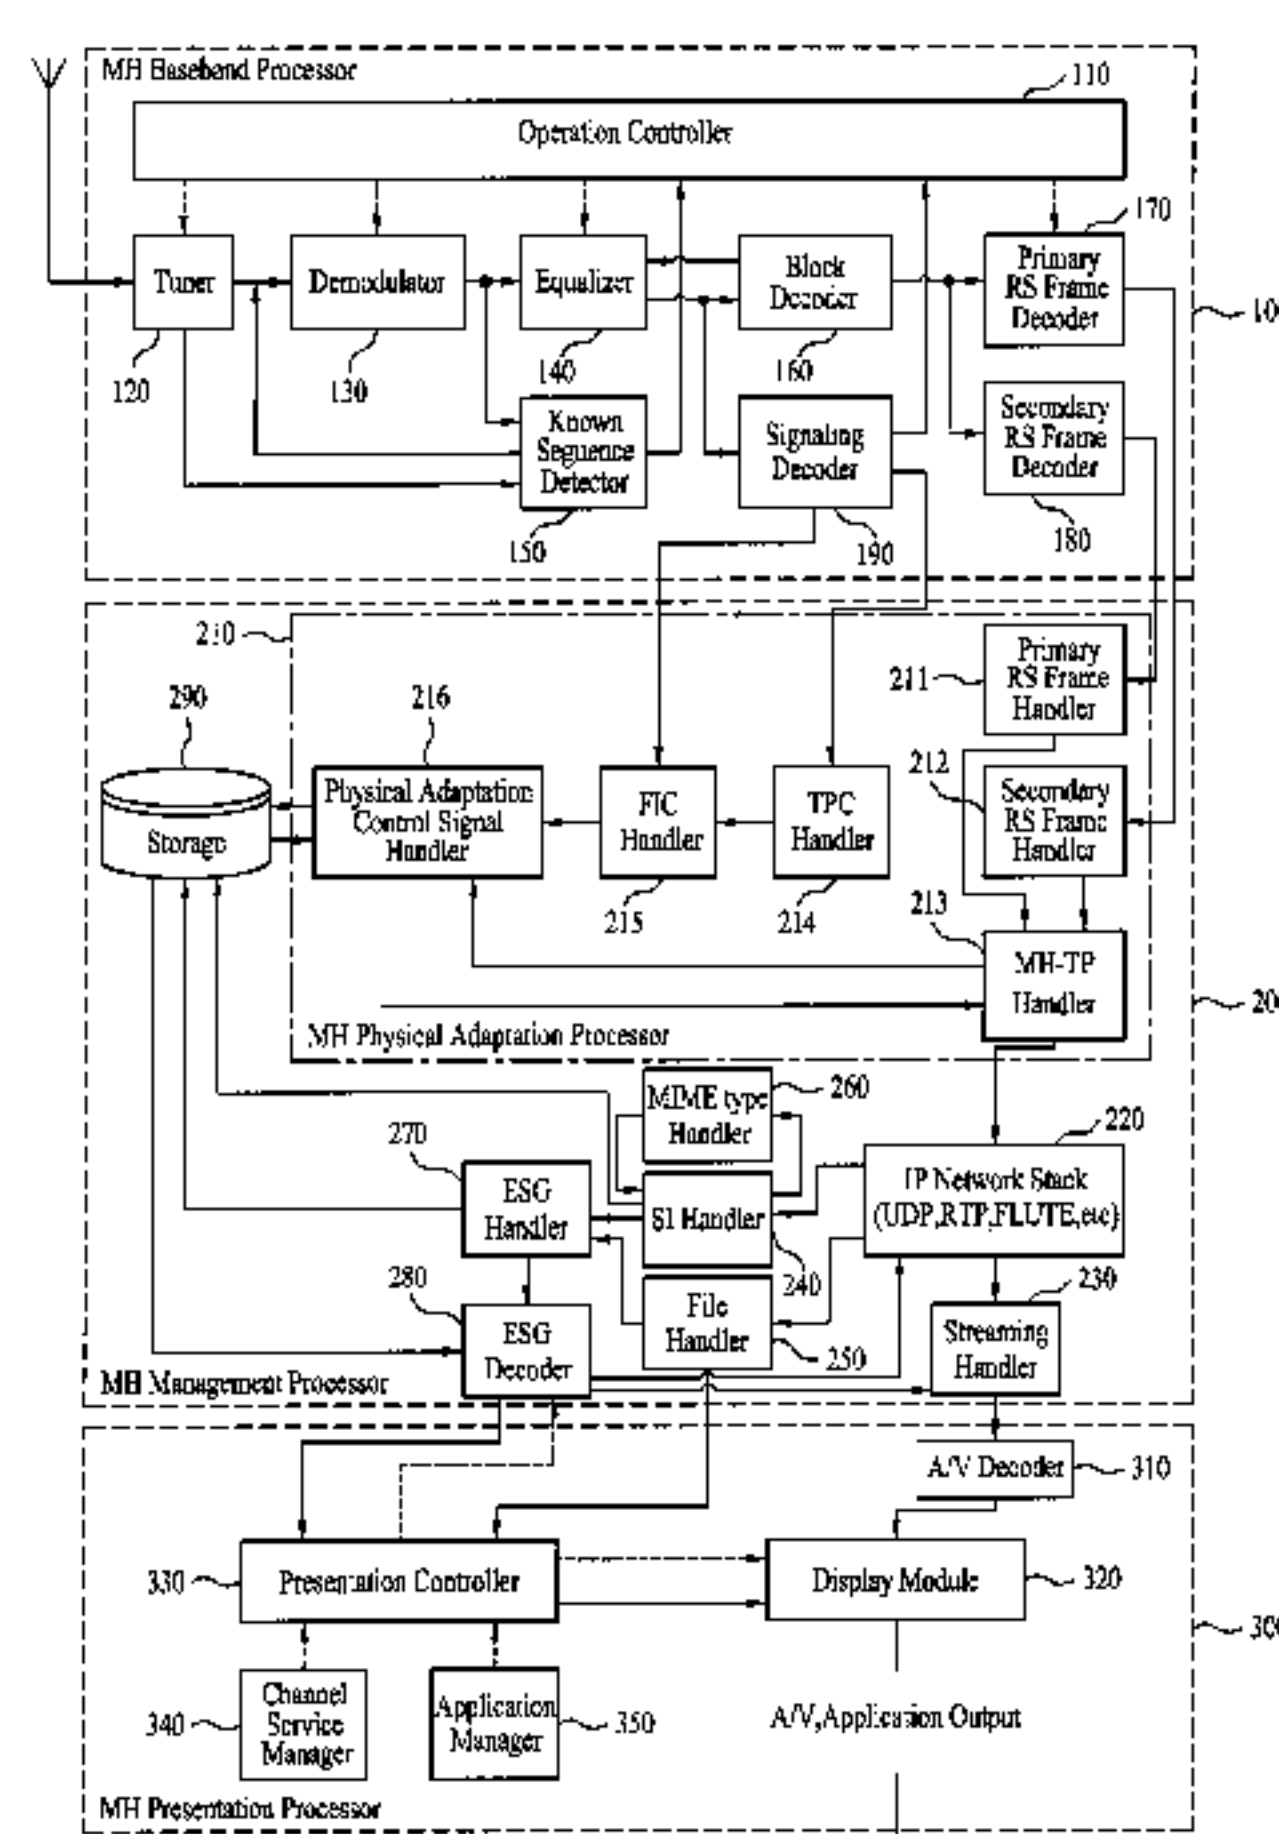 MH Baseband Processor
110
Operation Controller
170
Tuner
Demodulator
Equalizer
Block
Decoder
Primary
RS Frame
Decoder
10
120
130
140
160
Known
Seguence
Detector
Signaling
Decoder
Secondary
RS Frame
Decoder
150
190
180
210
Primary
RS Frame
Handler
211
290
216
212
Storage
Physical Adaptation
Control Signal
Handler
FIC
Handler
TPC
Handler
Secondary
RS Frame
Handler
215
214
213
MH-TP
Handler
20
MH Physical Adaptation Processor
MIME type
Handler
260
270
220
ESG
Handler
SI Handler
IP Network Stack
(UDP,RTP,FLUTE,etc)
280
240
230
ESG
Decoder
File
Handler
250
Streaming
Handler
MH Management Processor
A/V Decoder
310
330
Presentation Controller
Display Module
320
300
340
Channel
Service
Manager
Application
Manager
350
A/V,Application Output
MH Presentation Processor